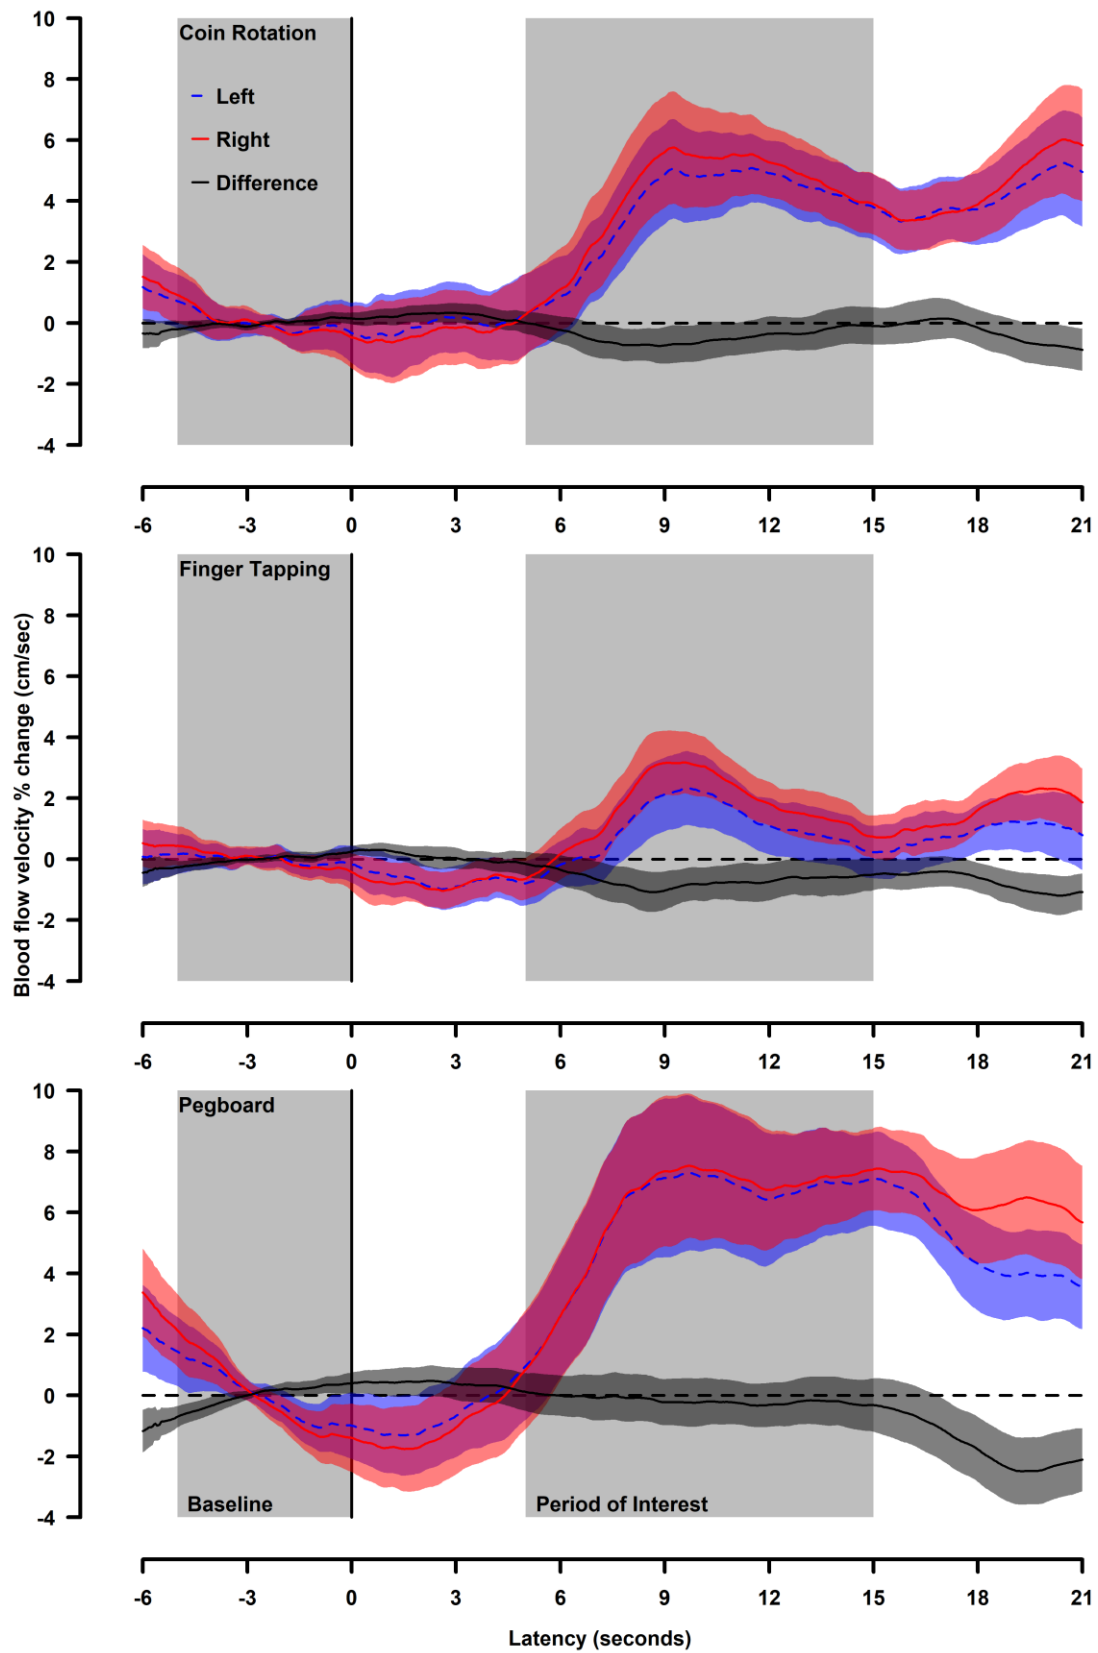 Coin Rotation
Left
Right
Difference
10
8
6
4
2
0
-2
-4
-6 -3 0 3 6 9 12 15 18 21
Finger Tapping
10
8
6
4
2
0
-2
-4
Blood flow velocity % change (cm/sec)
-6 -3 0 3 6 9 12 15 18 21
Pegboard
10
8
6
4
2
0
-2
-4
Baseline
Period of Interest
-6 -3 0 3 6 9 12 15 18 21
Latency (seconds)